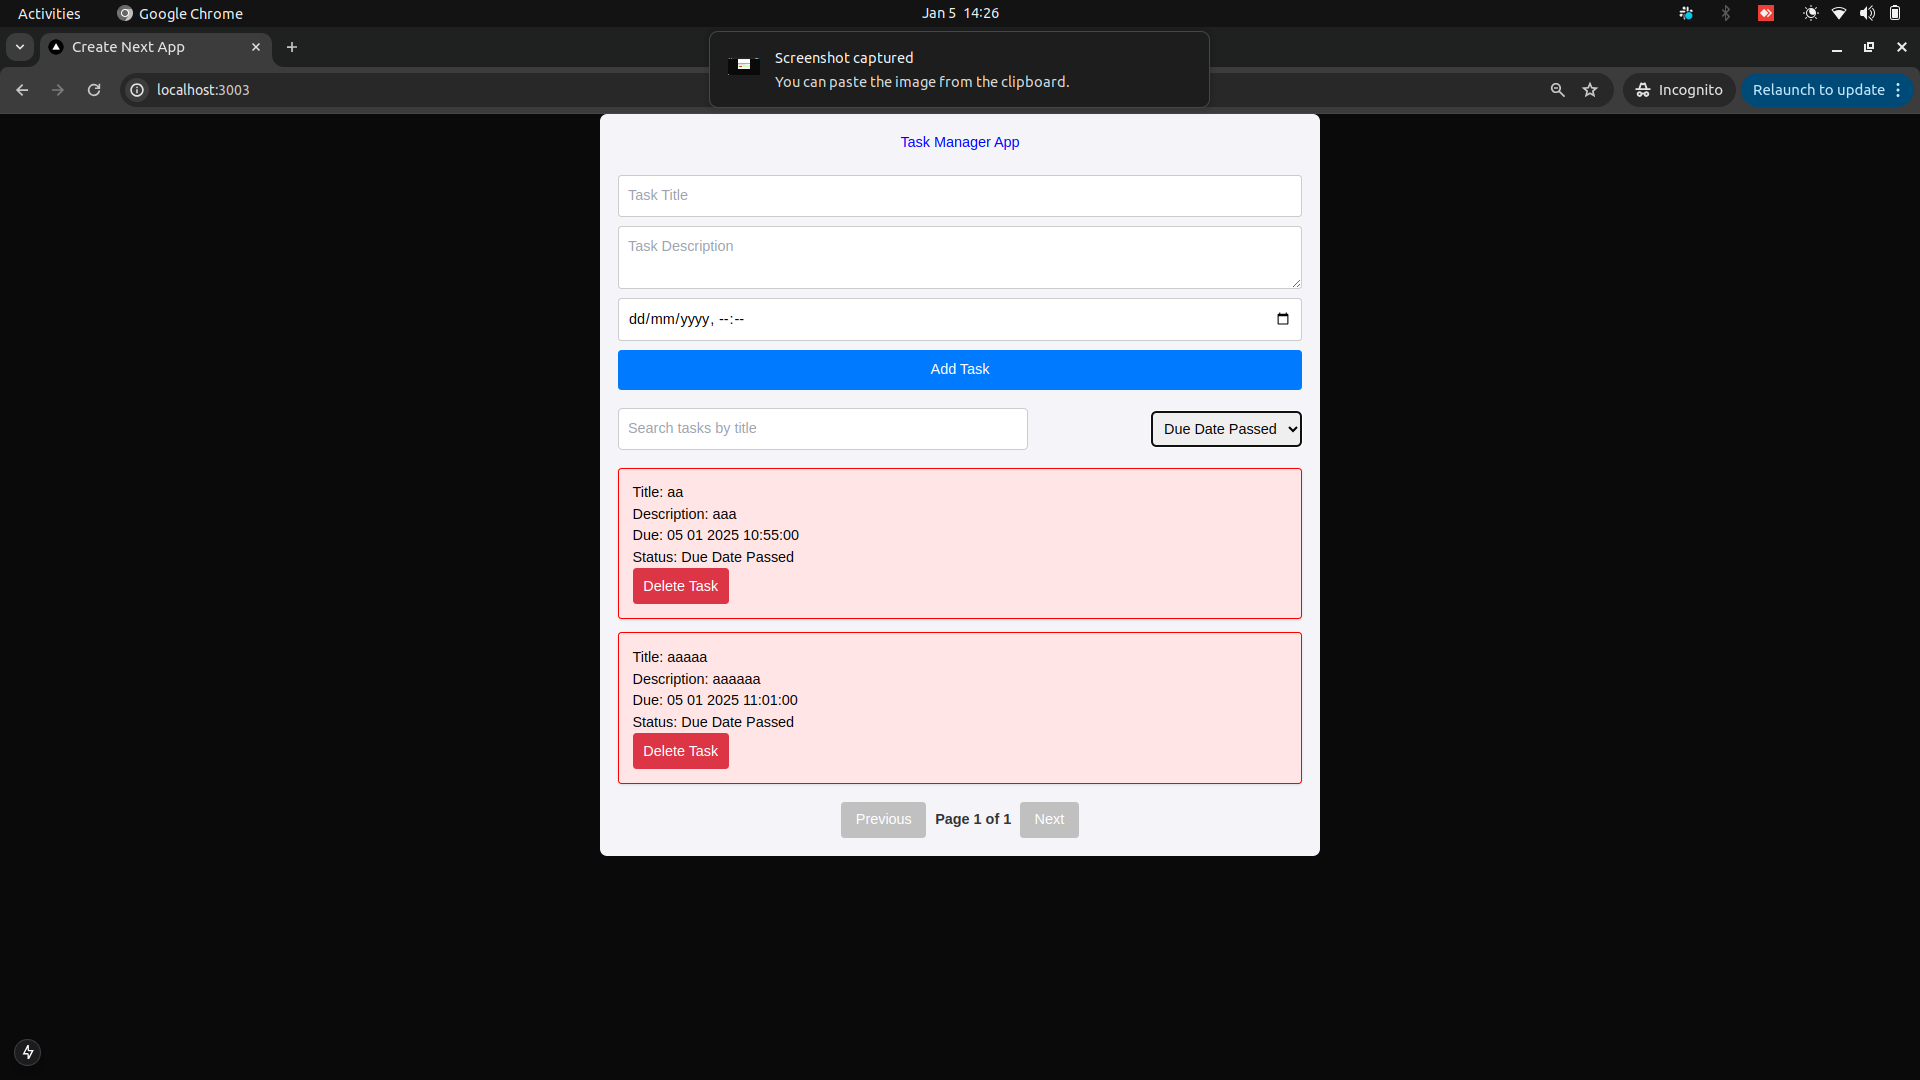 Activities
Google Chrome
Jan 5 14:26
Create Next App
Screenshot captured
You can paste the image from the clipboard.
localhost:3003
Incognito
Relaunch to update
Task Manager App
Task Title
Task Description
dd/mm/yyyy, --:--
Add Task
Search tasks by title
Due Date Passed
Title: aa
Description: aaa
Due: 05 01 2025 10:55:00
Status: Due Date Passed
Delete Task
Title: aaaaa
Description: aaaaaa
Due: 05 01 2025 11:01:00
Status: Due Date Passed
Delete Task
Previous
Page 1 of 1
Next